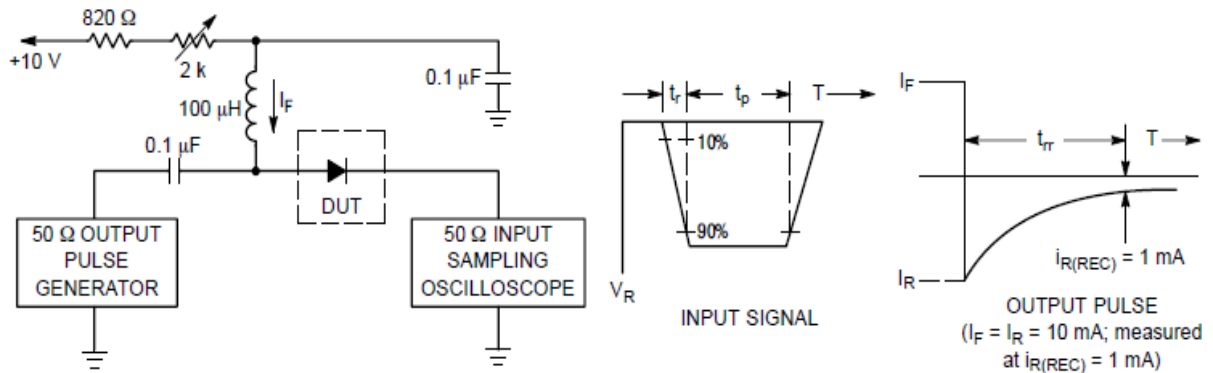 820 Ω
+10 V
2 k
100 μH
I_F
0.1 μF
0.1 μF
DUT
50 Ω OUTPUT
PULSE
GENERATOR
50 Ω INPUT
SAMPLING
OSCILLOSCOPE
t_r
t_p
T
10%
90%
V_R
INPUT SIGNAL
I_F
t_rr
T
I_R
i_R(REC) = 1 mA
OUTPUT PULSE
(I_F = I_R = 10 mA; measured
at i_R(REC) = 1 mA)